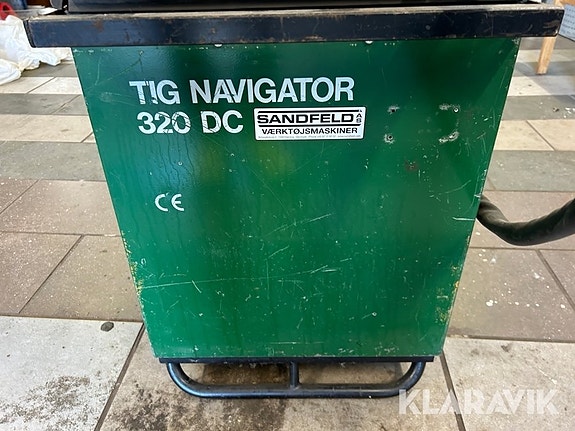 TIG NAVIGATOR
320 DC
SANDFELD A/S
VÆRKTØJSMASKINER
CE
KLARAVIK